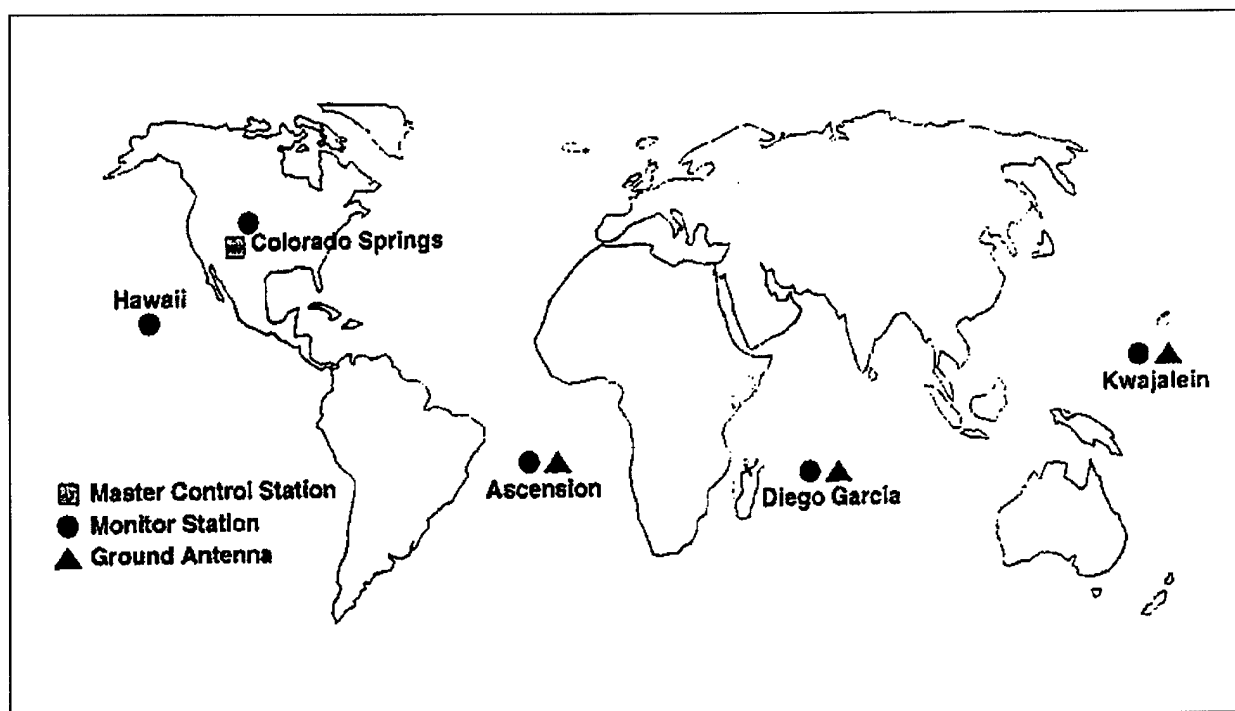 Colorado Springs
Hawaii
Kwajalein
Ascension
Diego Garcia
Master Control Station
Monitor Station
Ground Antenna